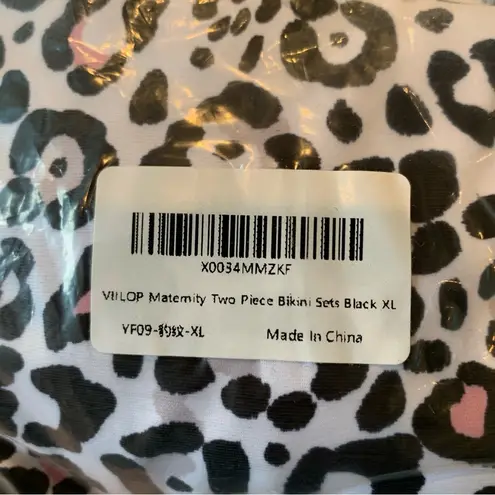 X0034MMZKF
VIILOP Maternity Two Piece Bikini Sets Black XL
YF09-豹纹-XL Made In China